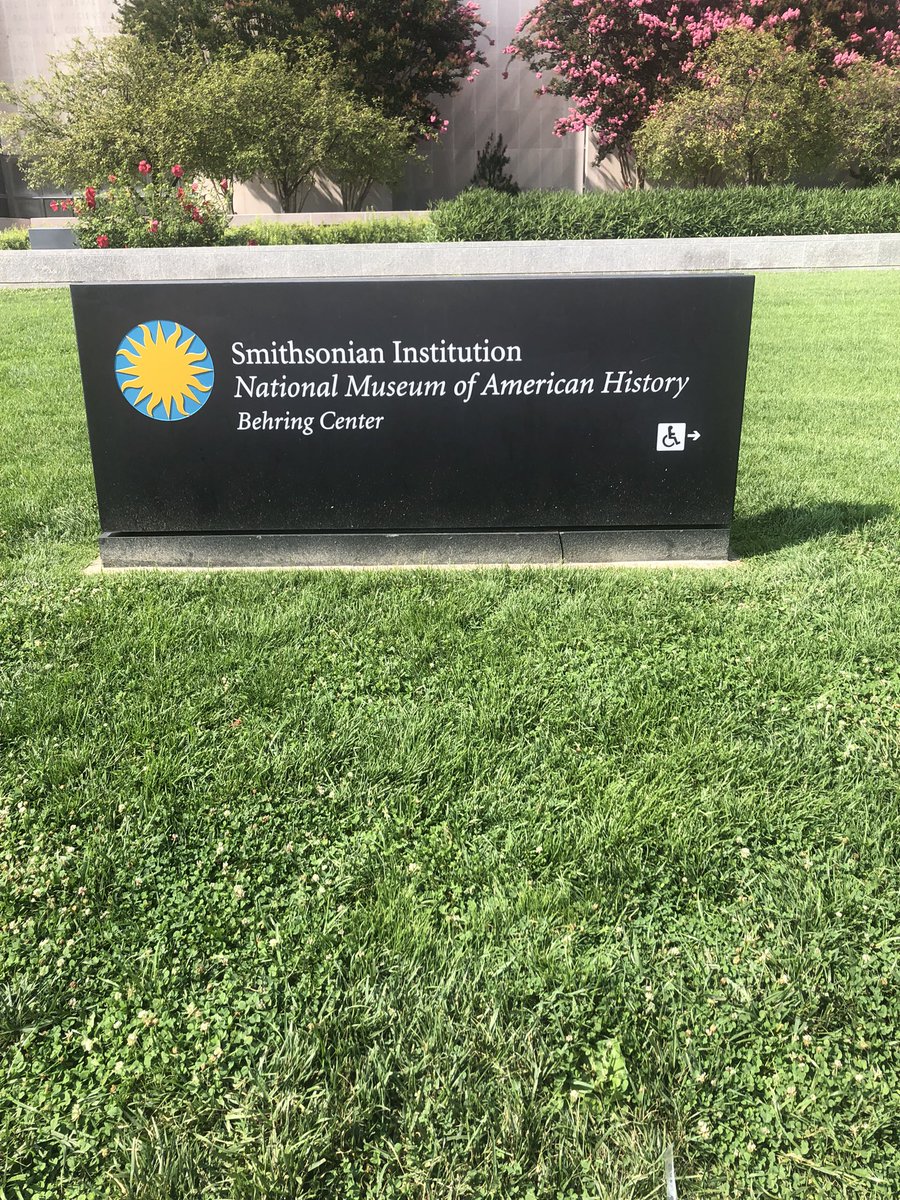 Smithsonian Institution
National Museum of American History
Behring Center